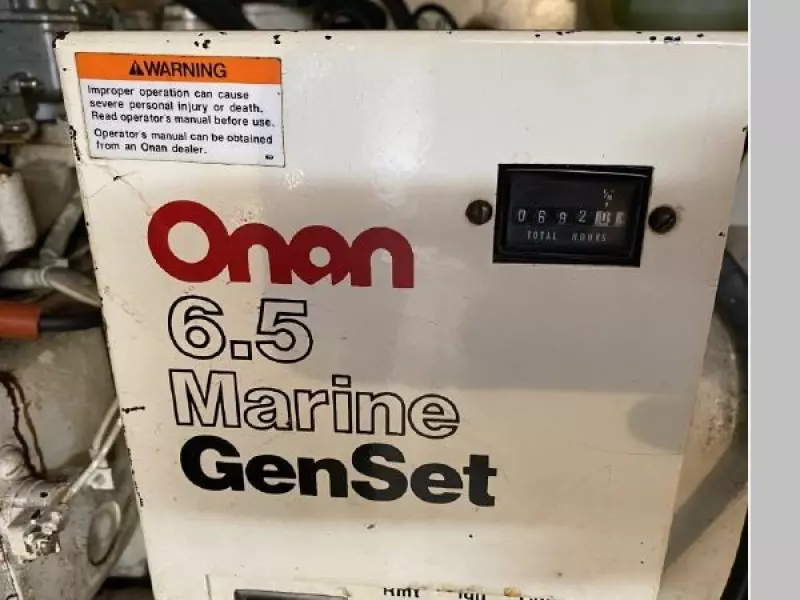 ⚠WARNING
Improper operation can cause
severe personal injury or death.
Read operator's manual before use.
Operator's manual can be obtained
from an Onan dealer.
Onan
6.5
Marine
GenSet
TOTAL HOURS
Rmt